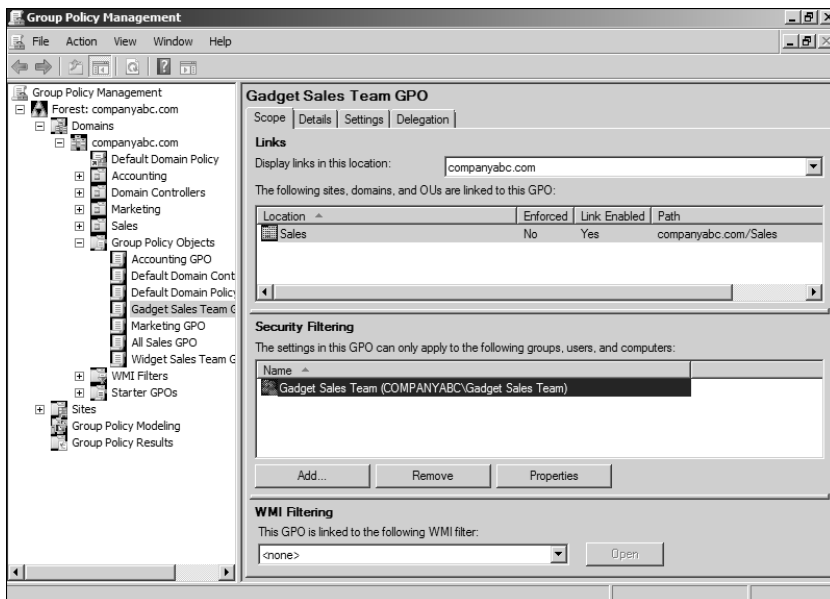 Group Policy Management
File Action View Window Help
Group Policy Management
Forest: companyabc.com
Domains
companyabc.com
Default Domain Policy
Accounting
Domain Controllers
Marketing
Sales
Group Policy Objects
Accounting GPO
Default Domain Cont
Default Domain Policy
Gadget Sales Team G
Marketing GPO
All Sales GPO
Widget Sales Team G
WMI Filters
Starter GPOs
Sites
Group Policy Modeling
Group Policy Results
Gadget Sales Team GPO
Scope Details Settings Delegation
Links
Display links in this location: companyabc.com
The following sites, domains, and OUs are linked to this GPO:
Location Enforced Link Enabled Path
Sales No Yes companyabc.com/Sales
Security Filtering
The settings in this GPO can only apply to the following groups, users, and computers:
Name
Gadget Sales Team (COMPANYABC\Gadget Sales Team)
Add... Remove Properties
WMI Filtering
This GPO is linked to the following WMI filter:
<none> Open